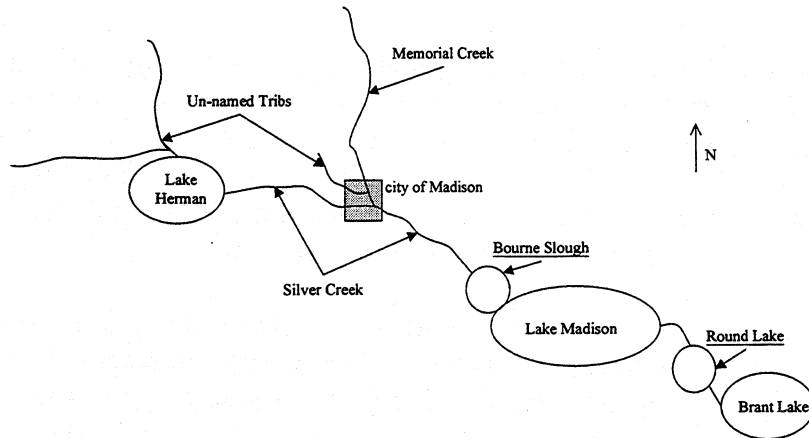 Memorial Creek
Un-named Tribs
N
Lake
Herman
city of Madison
Bourne Slough
Silver Creek
Lake Madison
Round Lake
Brant Lake